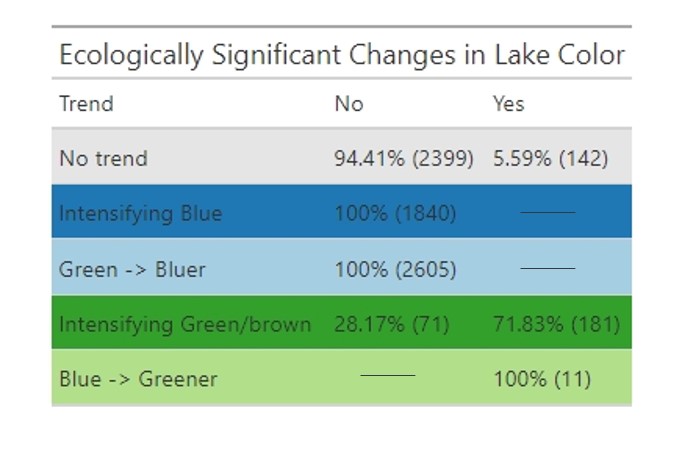 Ecologically Significant Changes in Lake Color
Trend No Yes
No trend 94.41% (2399) 5.59% (142)
Intensifying Blue 100% (1840) ——
Green -> Bluer 100% (2605) ——
Intensifying Green/brown 28.17% (71) 71.83% (181)
Blue -> Greener —— 100% (11)